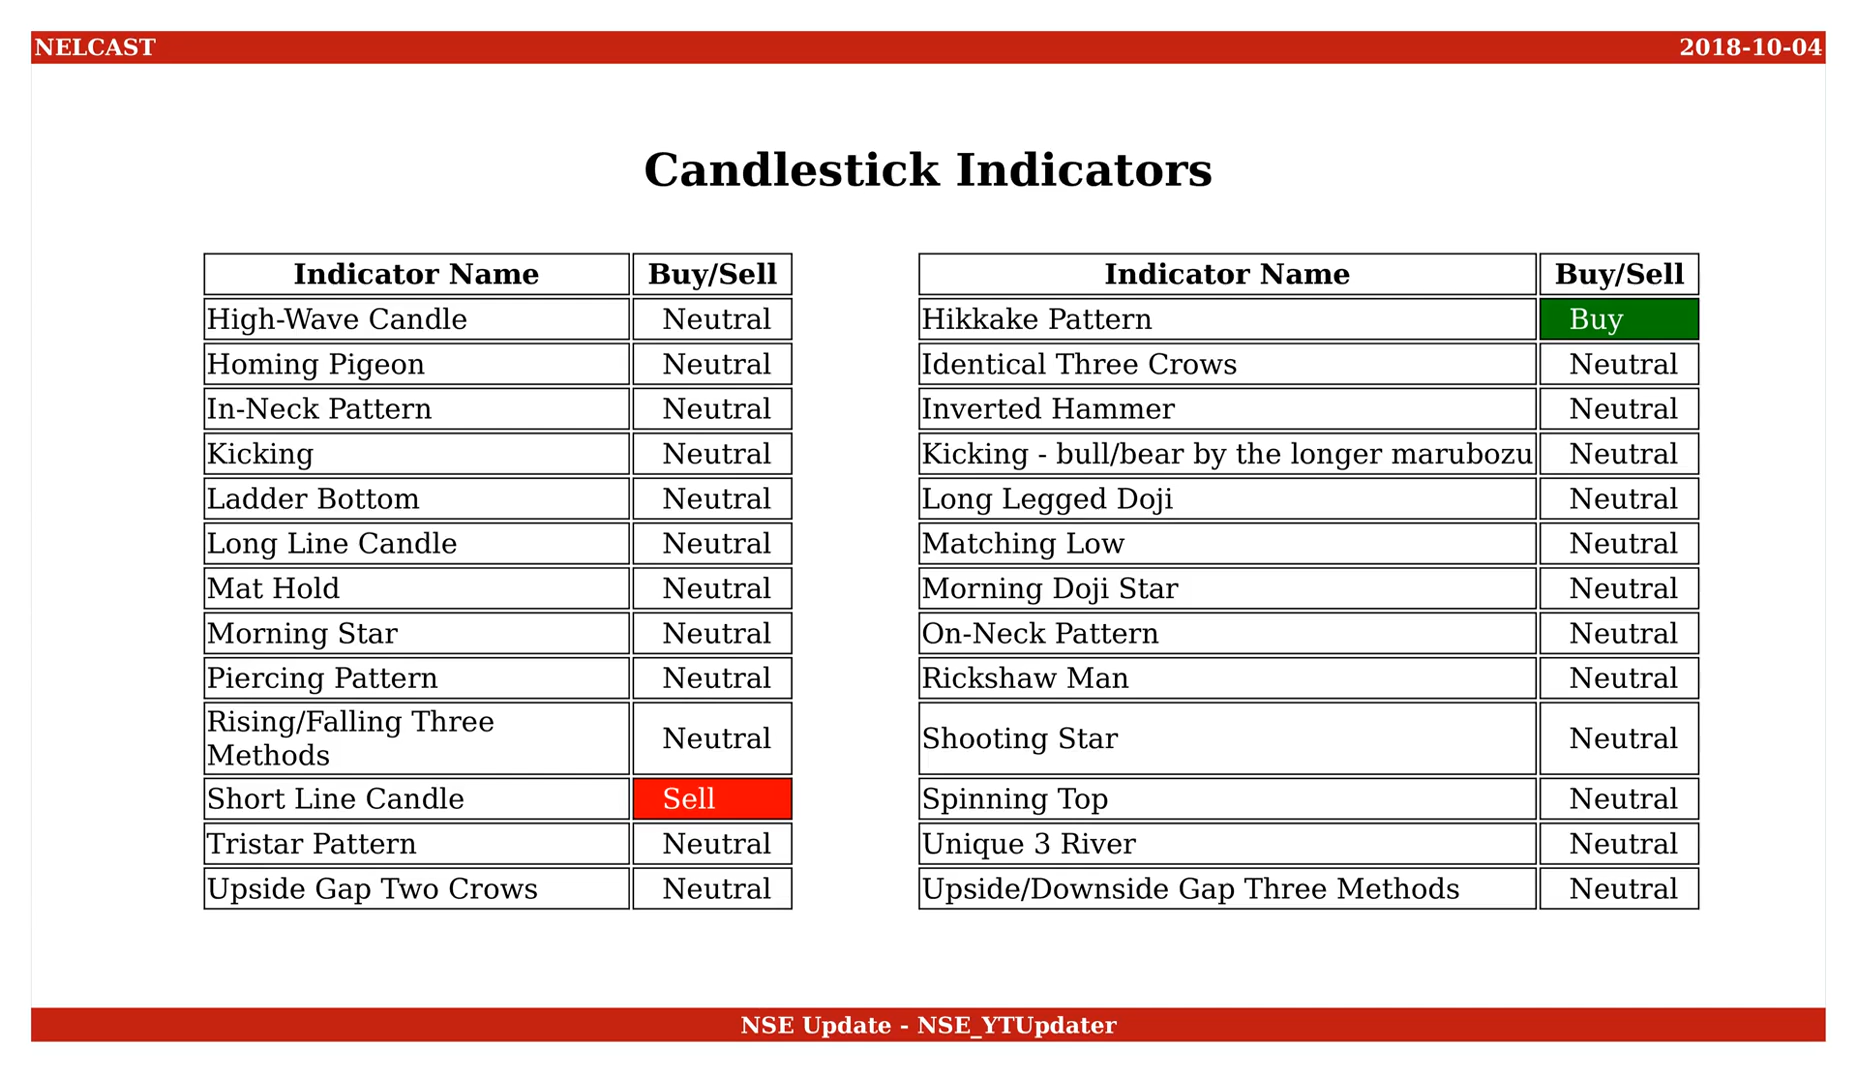 NELCAST 2018-10-04
Candlestick Indicators
Indicator Name Buy/Sell Indicator Name Buy/Sell
High-Wave Candle Neutral Hikkake Pattern Buy
Homing Pigeon Neutral Identical Three Crows Neutral
In-Neck Pattern Neutral Inverted Hammer Neutral
Kicking Neutral Kicking - bull/bear by the longer marubozu Neutral
Ladder Bottom Neutral Long Legged Doji Neutral
Long Line Candle Neutral Matching Low Neutral
Mat Hold Neutral Morning Doji Star Neutral
Morning Star Neutral On-Neck Pattern Neutral
Piercing Pattern Neutral Rickshaw Man Neutral
Rising/Falling Three
Methods Neutral Shooting Star Neutral
Short Line Candle Sell Spinning Top Neutral
Tristar Pattern Neutral Unique 3 River Neutral
Upside Gap Two Crows Neutral Upside/Downside Gap Three Methods Neutral
NSE Update - NSE_YTUpdater